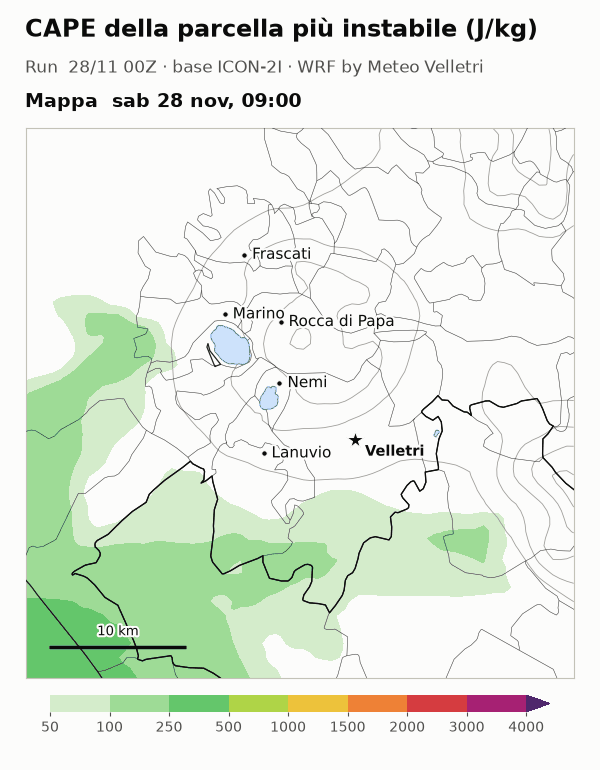 CAPE della parcella più instabile (J/kg)
Run  28/11 00Z · base ICON-2I · WRF by Meteo Velletri
Mappa  sab 28 nov, 09:00
Frascati
Marino
Rocca di Papa
Nemi
Velletri
Lanuvio
10 km
50 100 250 500 1000 1500 2000 3000 4000